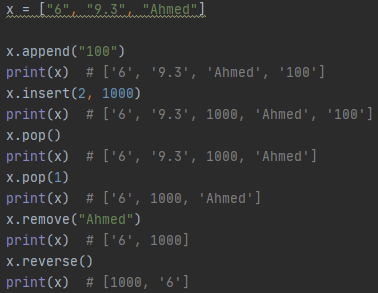 x = ["6", "9.3", "Ahmed"]
x.append("100")
print(x)  # ['6', '9.3', 'Ahmed', '100']
x.insert(2, 1000)
print(x)  # ['6', '9.3', 1000, 'Ahmed', '100']
x.pop()
print(x)  # ['6', '9.3', 1000, 'Ahmed']
x.pop(1)
print(x)  # ['6', 1000, 'Ahmed']
x.remove("Ahmed")
print(x)  # ['6', 1000]
x.reverse()
print(x)  # [1000, '6']